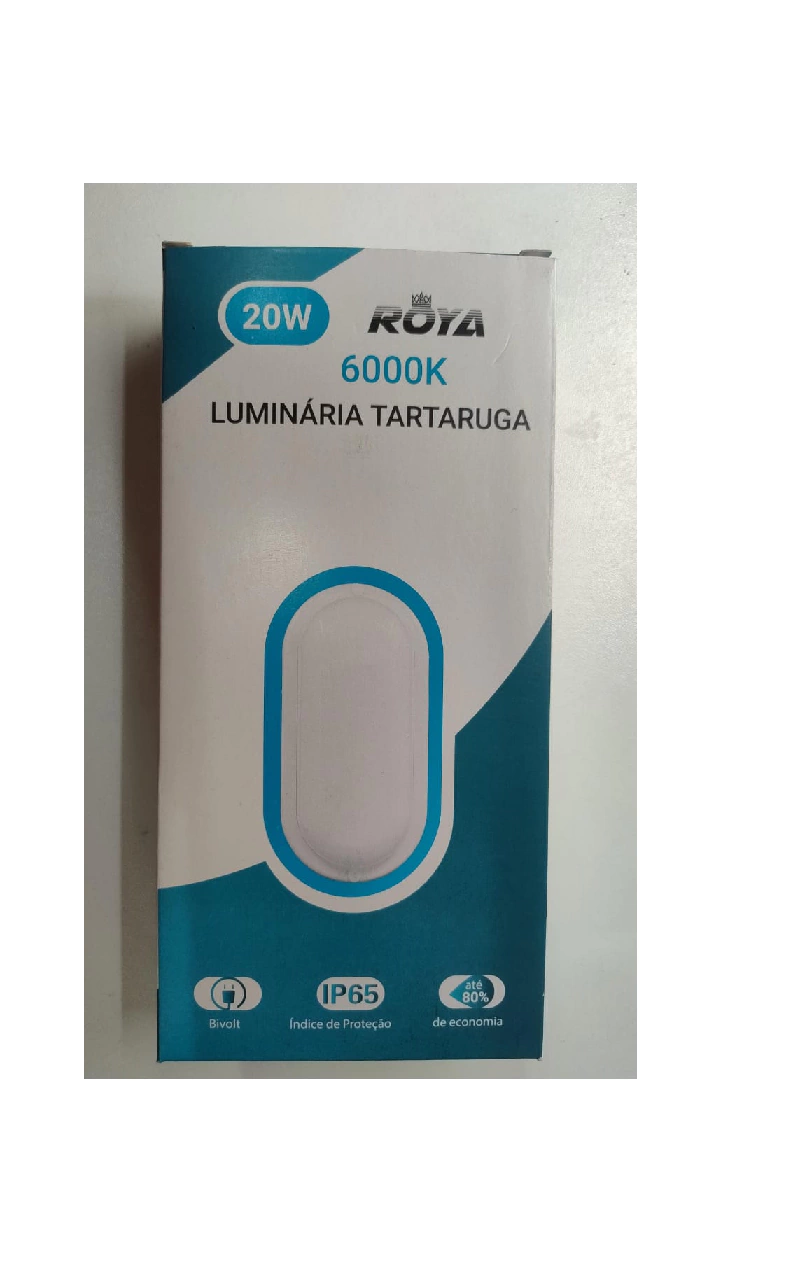 20W
ROYA
6000K
LUMINÁRIA TARTARUGA
até
80%
IP65
Bivolt
Índice de Proteção
de economia